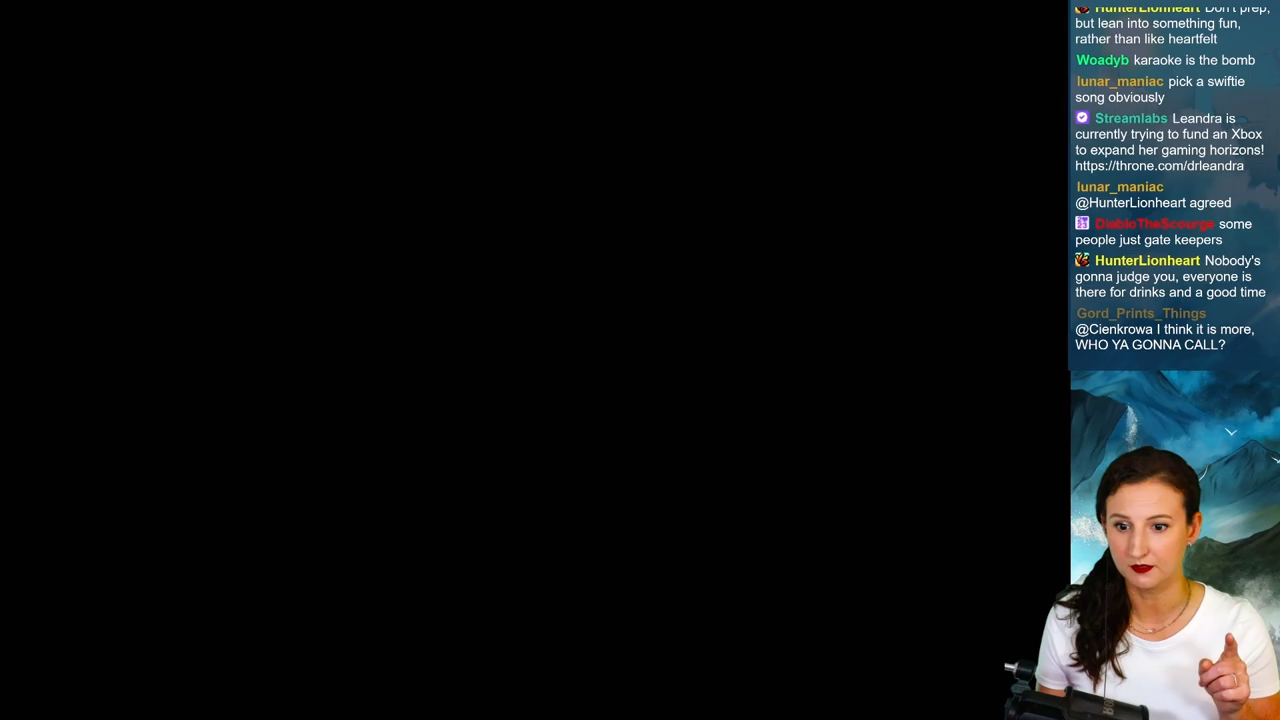 HunterLionheart Don't prep,
but lean into something fun,
rather than like heartfelt
Woadyb karaoke is the bomb
lunar_maniac pick a swiftie
song obviously
Streamlabs Leandra is
currently trying to fund an Xbox
to expand her gaming horizons!
https://throne.com/drleandra
lunar_maniac
@HunterLionheart agreed
DiabloTheScourge some
people just gate keepers
HunterLionheart Nobody's
gonna judge you, everyone is
there for drinks and a good time
Gord_Prints_Things
@Cienkrowa I think it is more,
WHO YA GONNA CALL?